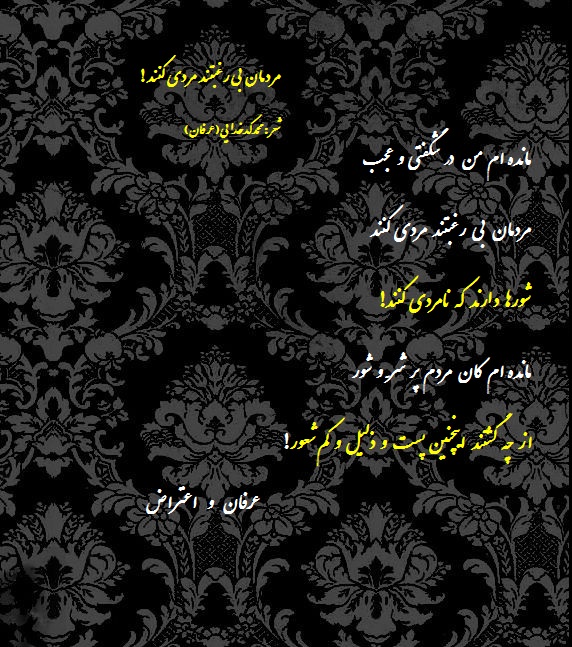 مردمان بی رغبتند مردی کنند!
شعر:محمدکدخدایی(عرفان)
مانده ام من در شگفتی و عجب
مردمان بی رغبتند مردی کنند
شورها دارند که نامردی کنند!
مانده ام کان مردم پر شر و شور
از چه گشتند اینچنین پست و ذلیل و کم شعور!
عرفان و اعتراض